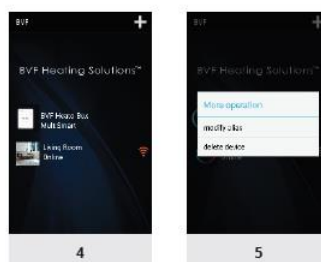 BVF +
BVF Heating Solutions™
BVF Heato Box
Multi Smart
Living Room
Online
4
BVF +
BVF Heating Solutions™
More operation
modify alias
delete device
Online
5